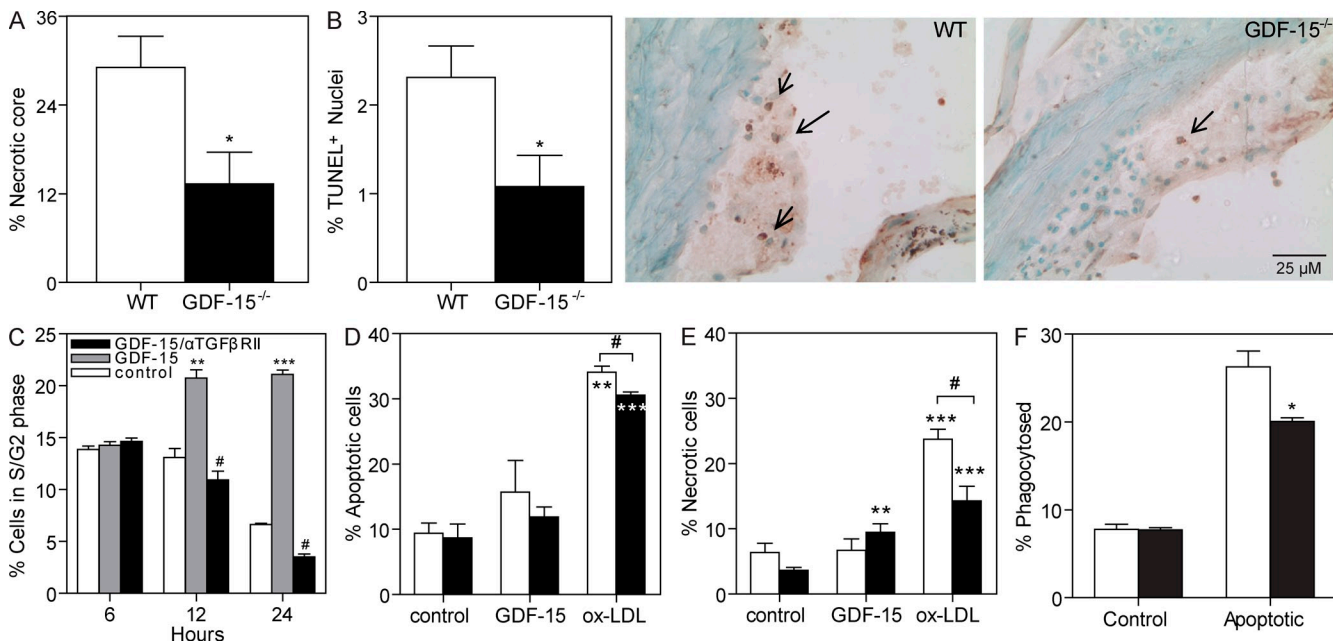 A
% Necrotic core
36
24
12
0
*
WT
GDF-15-/-
B
% TUNEL+ Nuclei
3
2
1
0
*
WT
GDF-15-/-
WT
GDF-15-/-
25 µM
C
% Cells in S/G2 phase
25
20
15
10
5
0
GDF-15/αTGFβRII
GDF-15
control
**
***
#
#
6
12
24
Hours
D
% Apoptotic cells
40
30
20
10
0
#
**
***
control
GDF-15
ox-LDL
E
% Necrotic cells
40
30
20
10
0
**
#
***
***
control
GDF-15
ox-LDL
F
% Phagocytosed
30
20
10
0
*
Control
Apoptotic